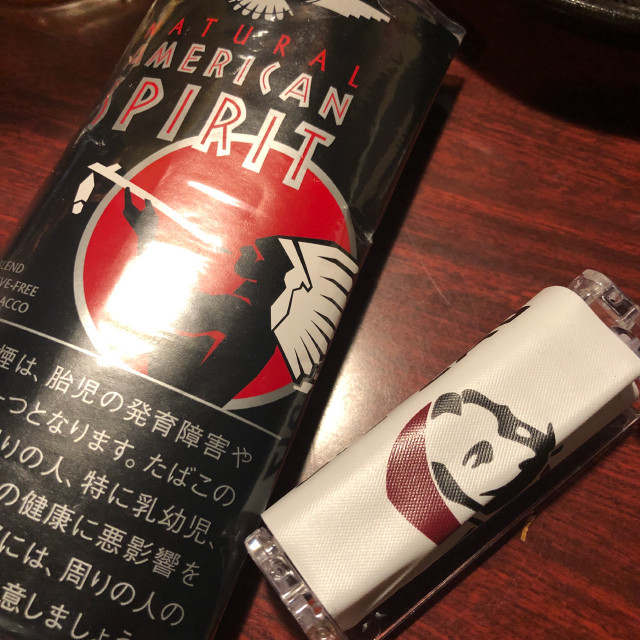 NATURAL
AMERICAN
SPIRIT
BLEND
VE-FREE
ACCO
煙は、胎児の発育障害や
一つとなります。たばこの
りの人、特に乳幼児、
の健康に悪影響を
には、周りの人の
意しましょう